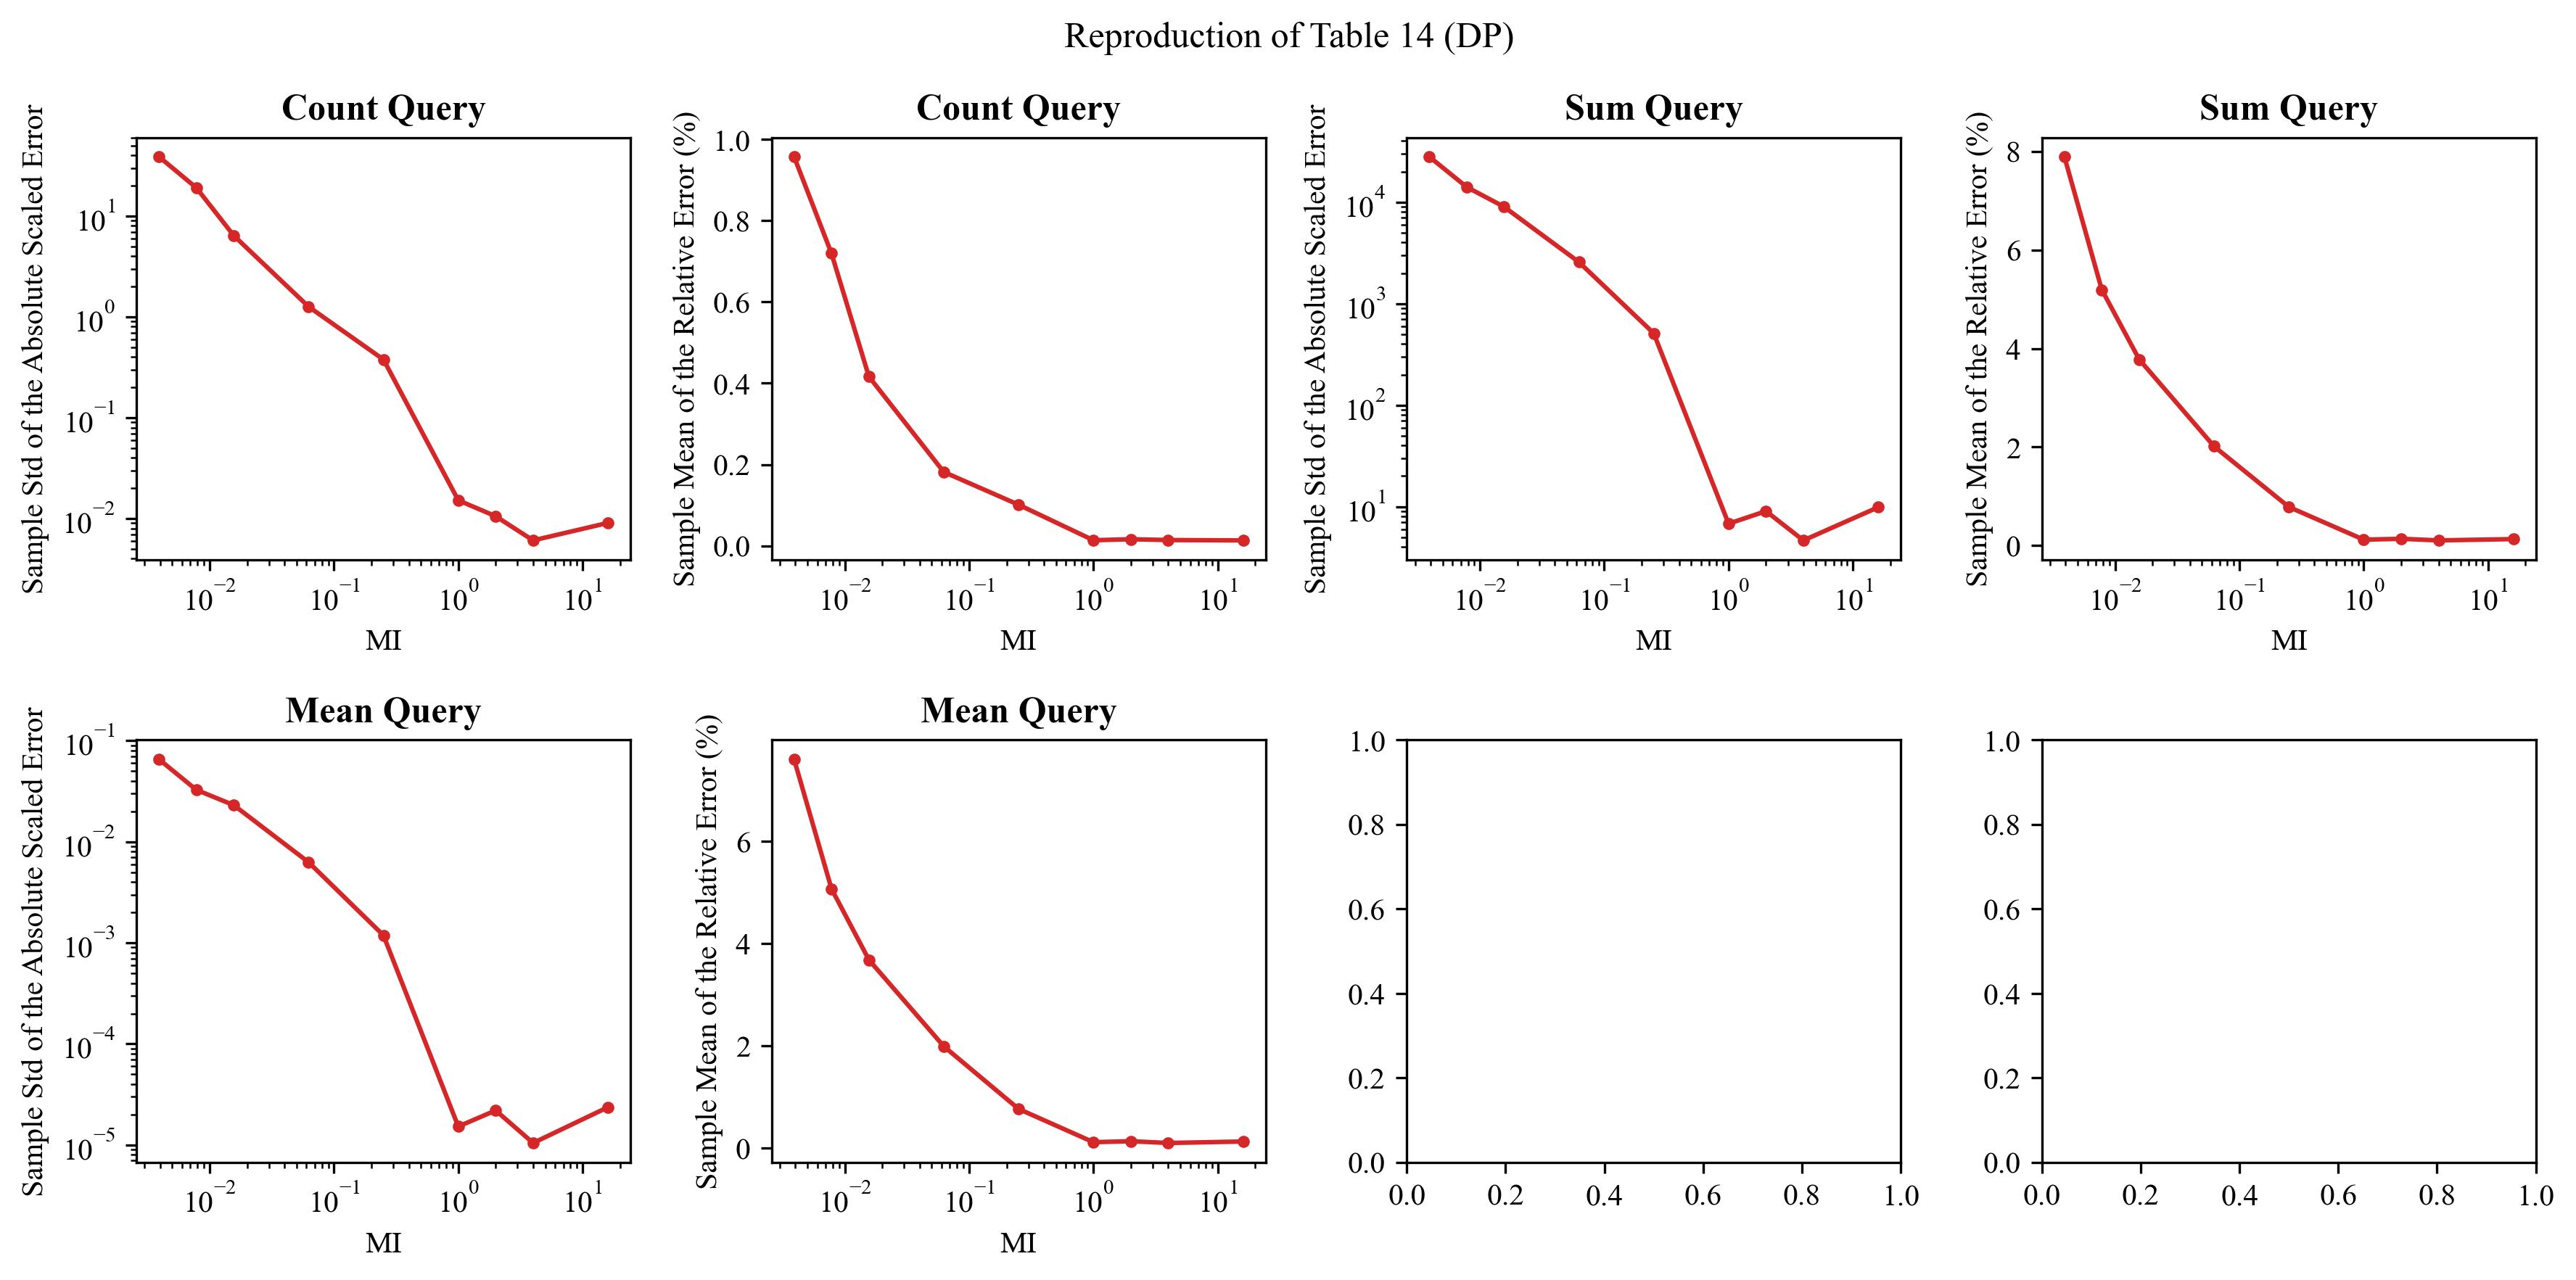 Reproduction of Table 14 (DP)
Count Query
Sample Std of the Absolute Scaled Error
10^1
10^0
10^−1
10^−2
10^−2 10^−1 10^0 10^1
MI
Count Query
Sample Mean of the Relative Error (%)
1.0
0.8
0.6
0.4
0.2
0.0
10^−2 10^−1 10^0 10^1
MI
Sum Query
Sample Std of the Absolute Scaled Error
10^4
10^3
10^2
10^1
10^−2 10^−1 10^0 10^1
MI
Sum Query
Sample Mean of the Relative Error (%)
8
6
4
2
0
10^−2 10^−1 10^0 10^1
MI
Mean Query
Sample Std of the Absolute Scaled Error
10^−1
10^−2
10^−3
10^−4
10^−5
10^−2 10^−1 10^0 10^1
MI
Mean Query
Sample Mean of the Relative Error (%)
6
4
2
0
10^−2 10^−1 10^0 10^1
MI
1.0
0.8
0.6
0.4
0.2
0.0
0.0 0.2 0.4 0.6 0.8 1.0
1.0
0.8
0.6
0.4
0.2
0.0
0.0 0.2 0.4 0.6 0.8 1.0